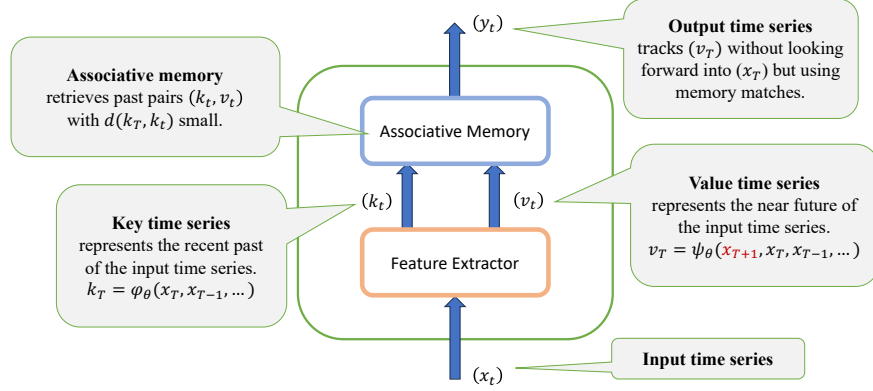 (y_t)
Output time series
tracks (v_T) without looking
forward into (x_T) but using
memory matches.
Associative memory
retrieves past pairs (k_t, v_t)
with d(k_T, k_t) small.
Associative Memory
(k_t)
(v_t)
Key time series
represents the recent past
of the input time series.
k_T = φ_θ(x_T, x_{T−1}, …)
Value time series
represents the near future of
the input time series.
v_T = ψ_θ(x_{T+1}, x_T, x_{T−1}, …)
Feature Extractor
(x_t)
Input time series